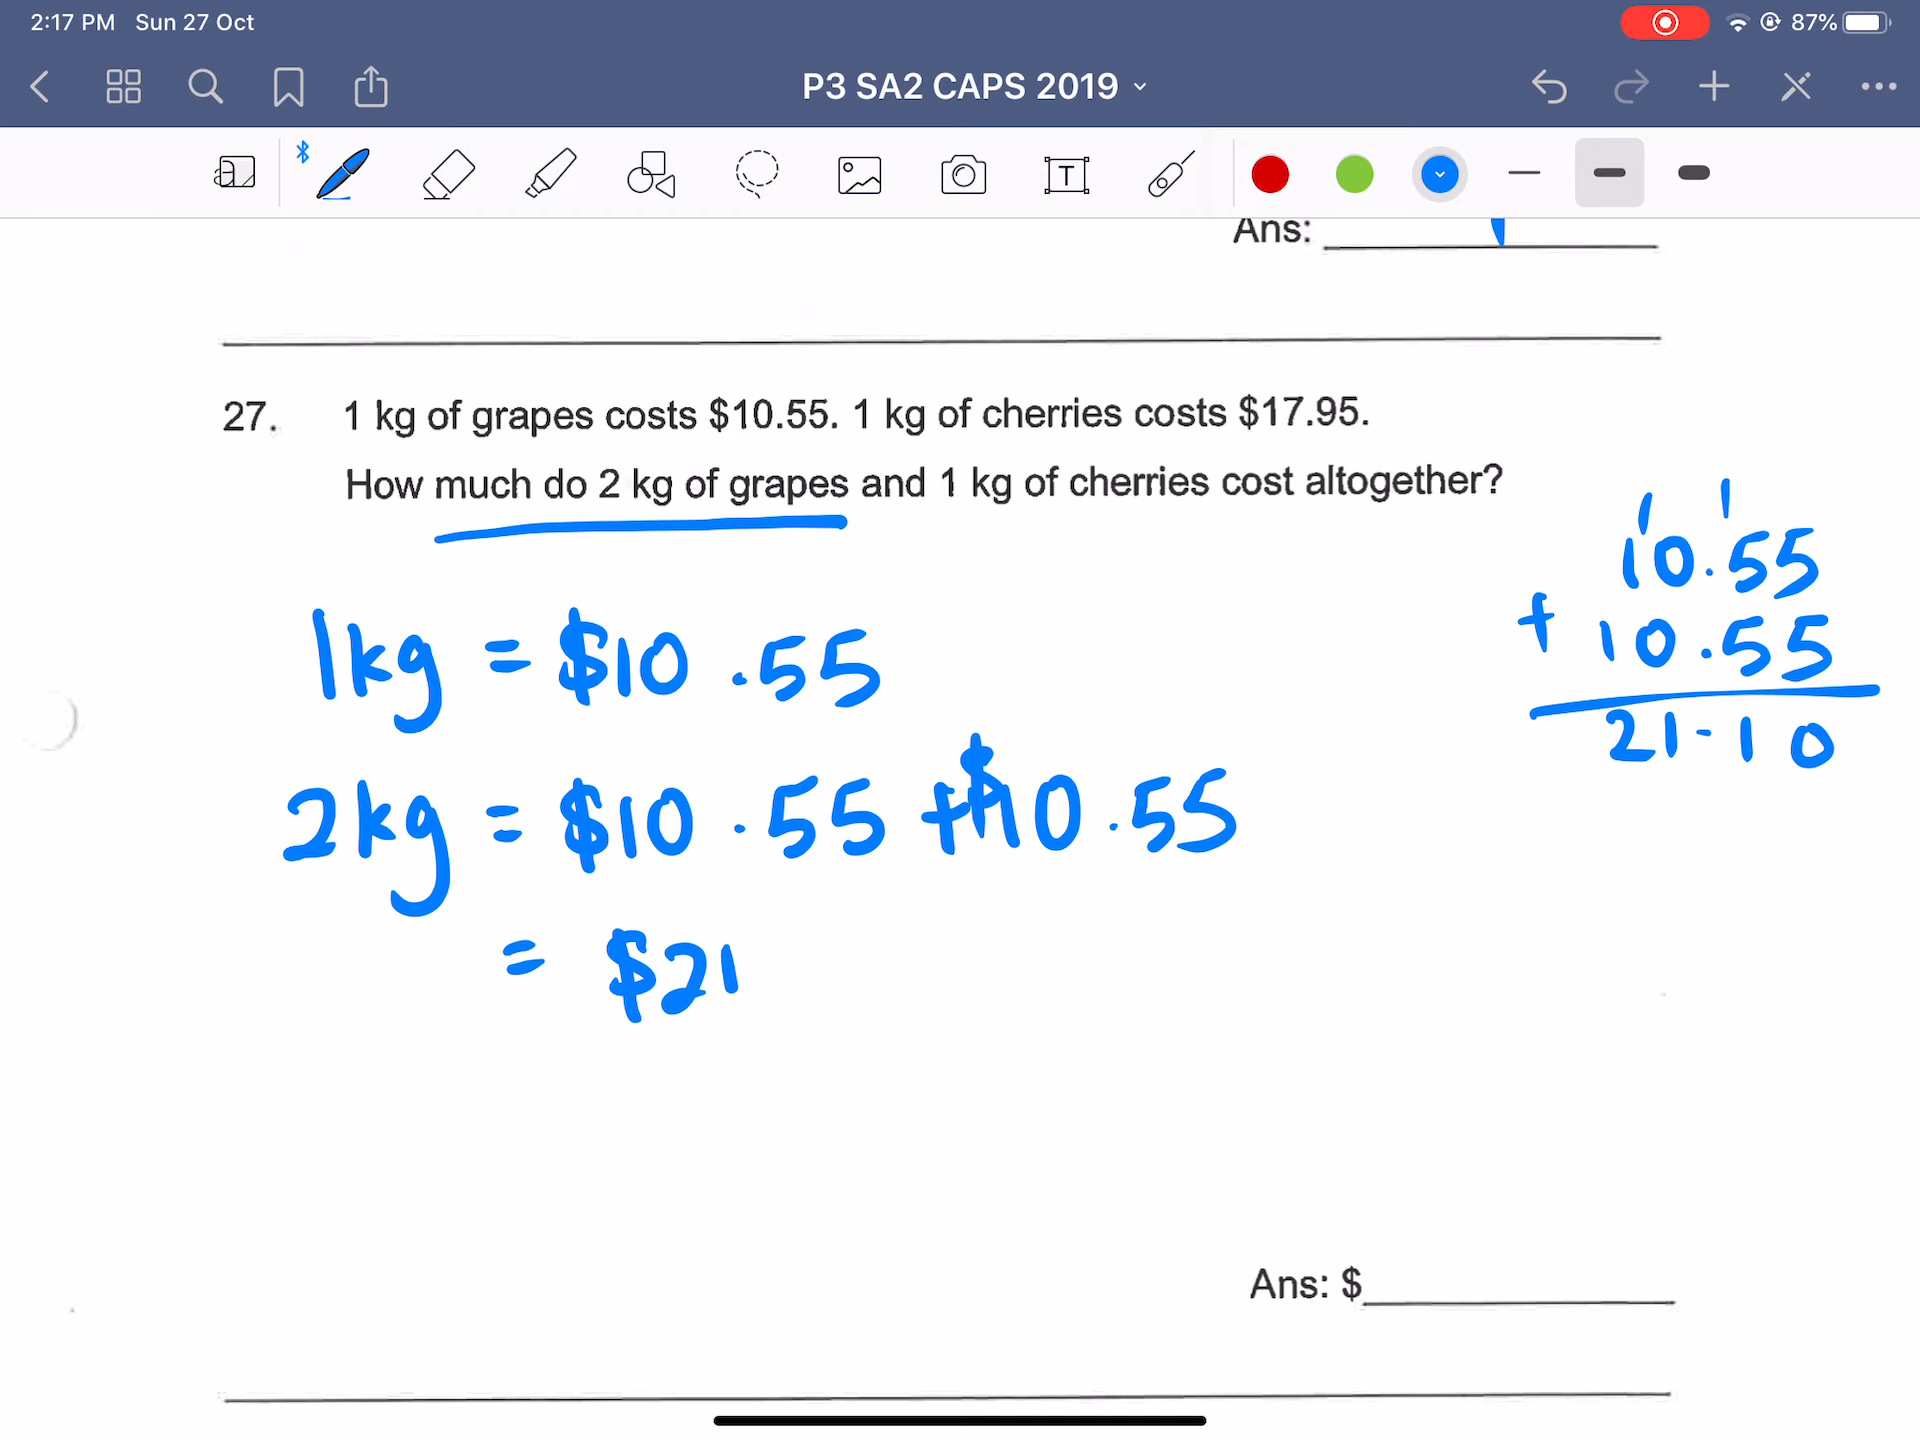 2:17 PM Sun 27 Oct 87%
P3 SA2 CAPS 2019
Ans:
27. 1 kg of grapes costs $10.55. 1 kg of cherries costs $17.95.
How much do 2 kg of grapes and 1 kg of cherries cost altogether?
1 1
10.55
+ 10.55
21.10
1kg = $10.55
2kg = $10.55 + $10.55
= $21
Ans: $